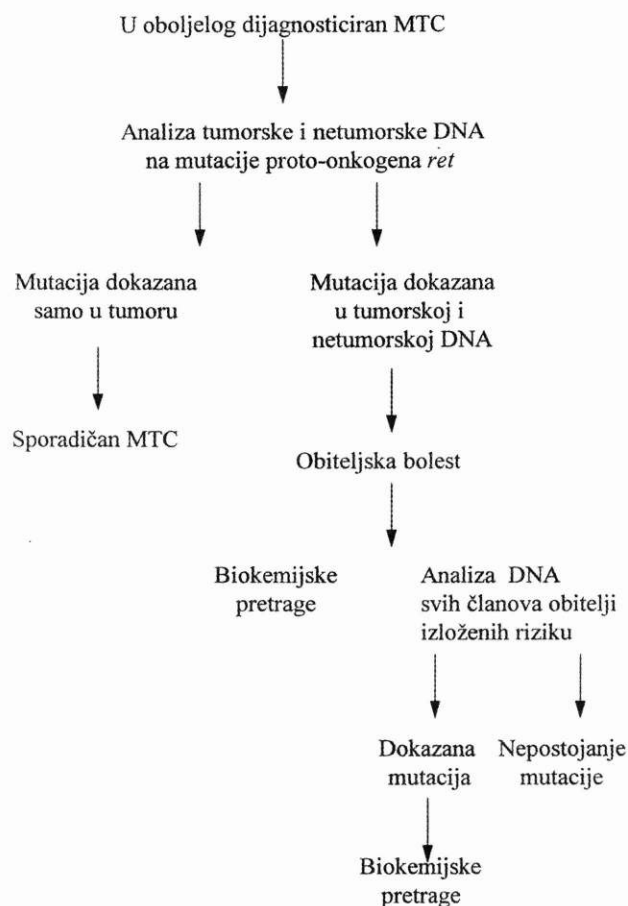 U oboljelog dijagnosticiran MTC
Analiza tumorske i netumorske DNA
na mutacije proto-onkogena ret
Mutacija dokazana
samo u tumoru
Mutacija dokazana
u tumorskoj i
netumorskoj DNA
Sporadičan MTC
Obiteljska bolest
Biokemijske
pretrage
Analiza DNA
svih članova obitelji
izloženih riziku
Dokazana
mutacija
Nepostojanje
mutacije
Biokemijske
pretrage